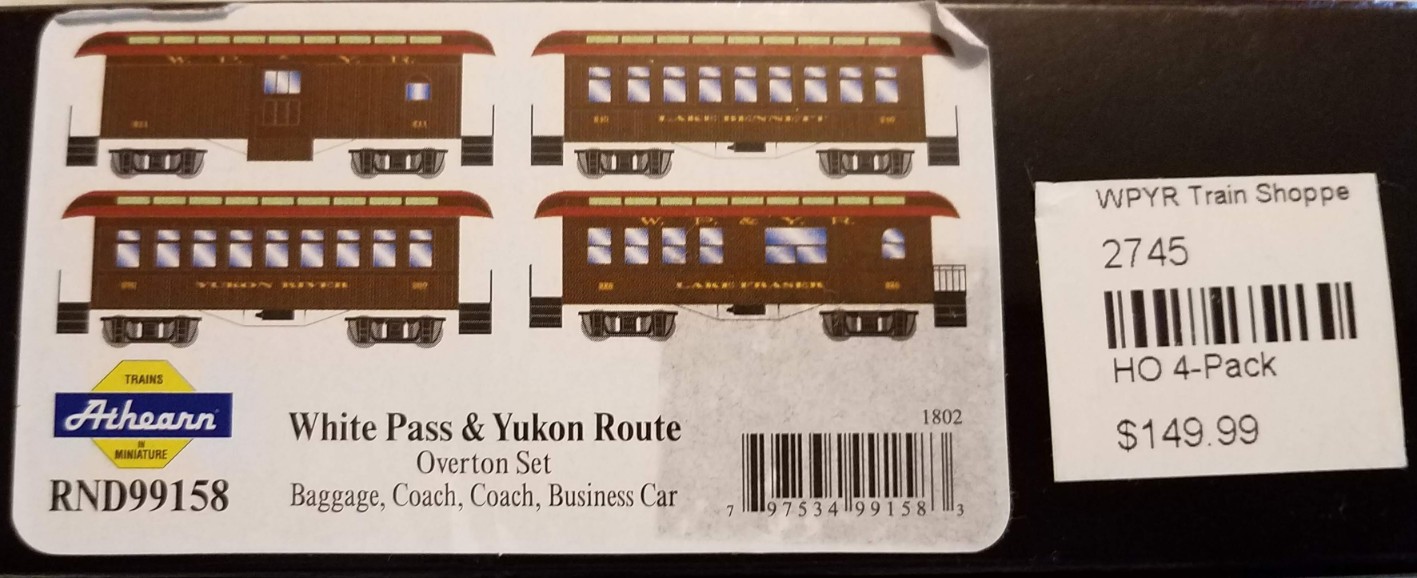 W. P. & Y. R.
LAKE BENNETT
YUKON RIVER
W. P. & Y. R.
LAKE FRASER
TRAINS
Athearn
IN
MINIATURE
RND99158
White Pass & Yukon Route
Overton Set
Baggage, Coach, Coach, Business Car
1802
7 97534 99158 3
WPYR Train Shoppe
2745
HO 4-Pack
$149.99